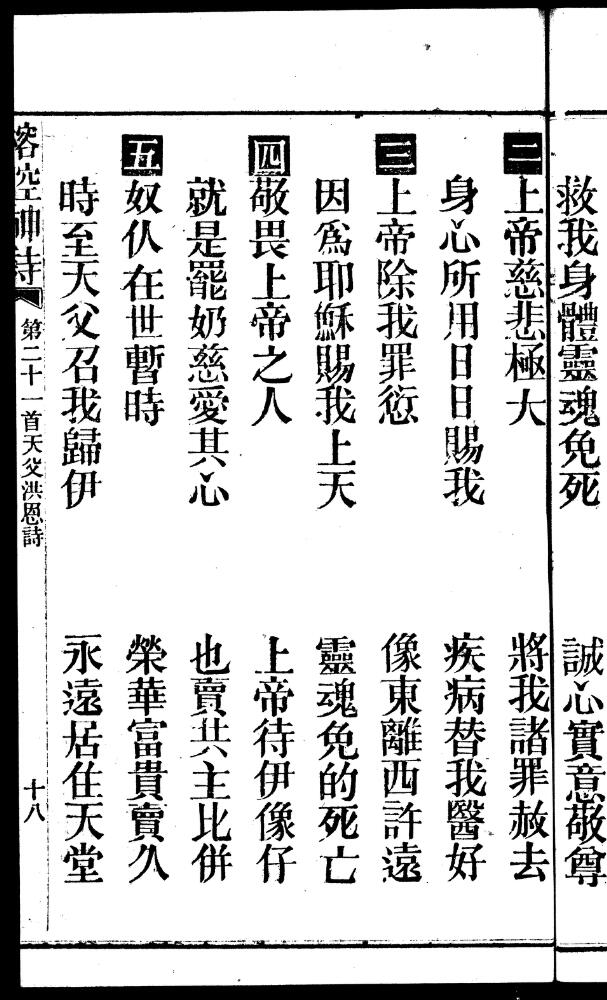 救我身體靈魂免死 誠心實意敬尊
二 上帝慈悲極大 將我諸罪赦去
身心所用日日賜我 疾病替我醫好
三 上帝除我罪愆 像東離西許遠
因爲耶穌賜我上天 靈魂免的死亡
四 敬畏上帝之人 上帝待伊像仔
就是罷奶慈愛其心 也賣共主比併
五 奴仈在世暫時 榮華富貴賣久
時至天父召我歸伊 永遠居住天堂
榕空神詩 第二十一首天父洪恩詩 十八